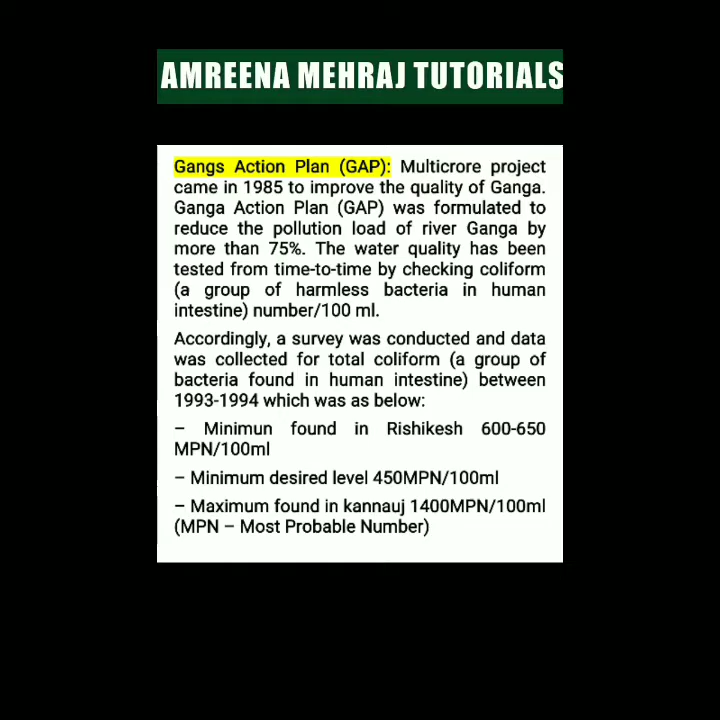 AMREENA MEHRAJ TUTORIALS
Gangs Action Plan (GAP): Multicrore project
came in 1985 to improve the quality of Ganga.
Ganga Action Plan (GAP) was formulated to
reduce the pollution load of river Ganga by
more than 75%. The water quality has been
tested from time-to-time by checking coliform
(a group of harmless bacteria in human
intestine) number/100 ml.
Accordingly, a survey was conducted and data
was collected for total coliform (a group of
bacteria found in human intestine) between
1993-1994 which was as below:
– Minimun found in Rishikesh 600-650
MPN/100ml
– Minimum desired level 450MPN/100ml
– Maximum found in kannauj 1400MPN/100ml
(MPN – Most Probable Number)